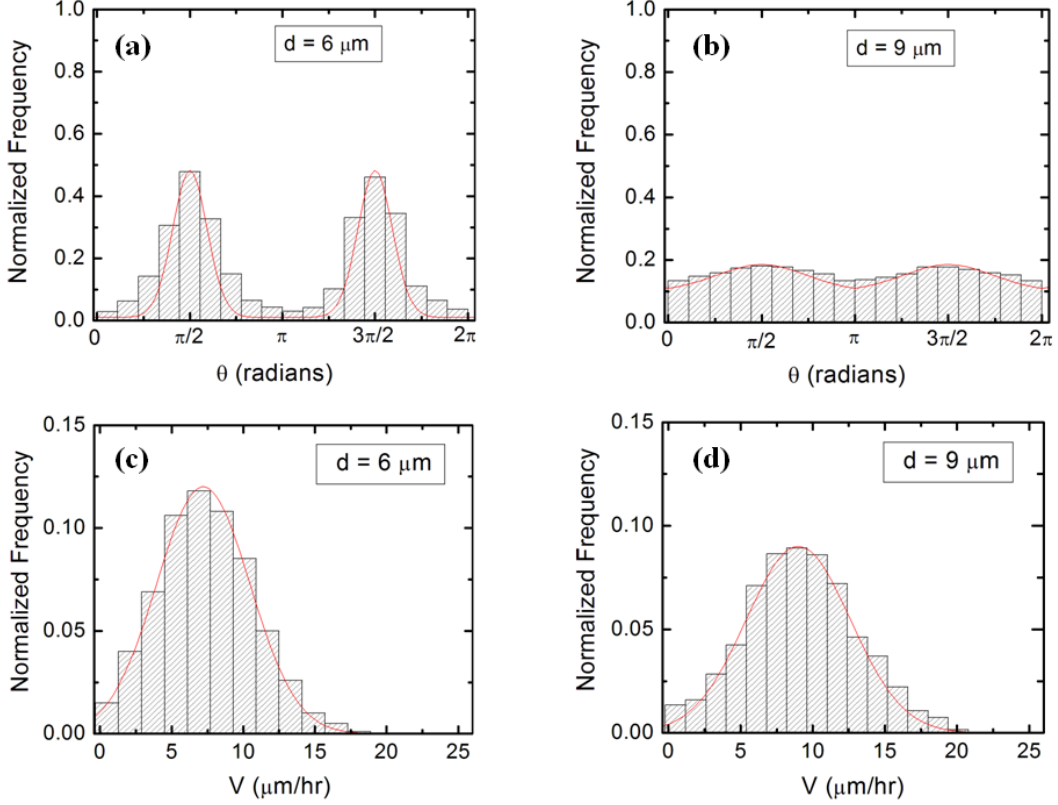 (a)
d = 6 μm
Normalized Frequency
1.0
0.8
0.6
0.4
0.2
0.0
0 π/2 π 3π/2 2π
θ (radians)
(b)
d = 9 μm
Normalized Frequency
1.0
0.8
0.6
0.4
0.2
0.0
0 π/2 π 3π/2 2π
θ (radians)
(c)
d = 6 μm
Normalized Frequency
0.15
0.10
0.05
0.00
0 5 10 15 20 25
V (μm/hr)
(d)
d = 9 μm
Normalized Frequency
0.15
0.10
0.05
0.00
0 5 10 15 20 25
V (μm/hr)